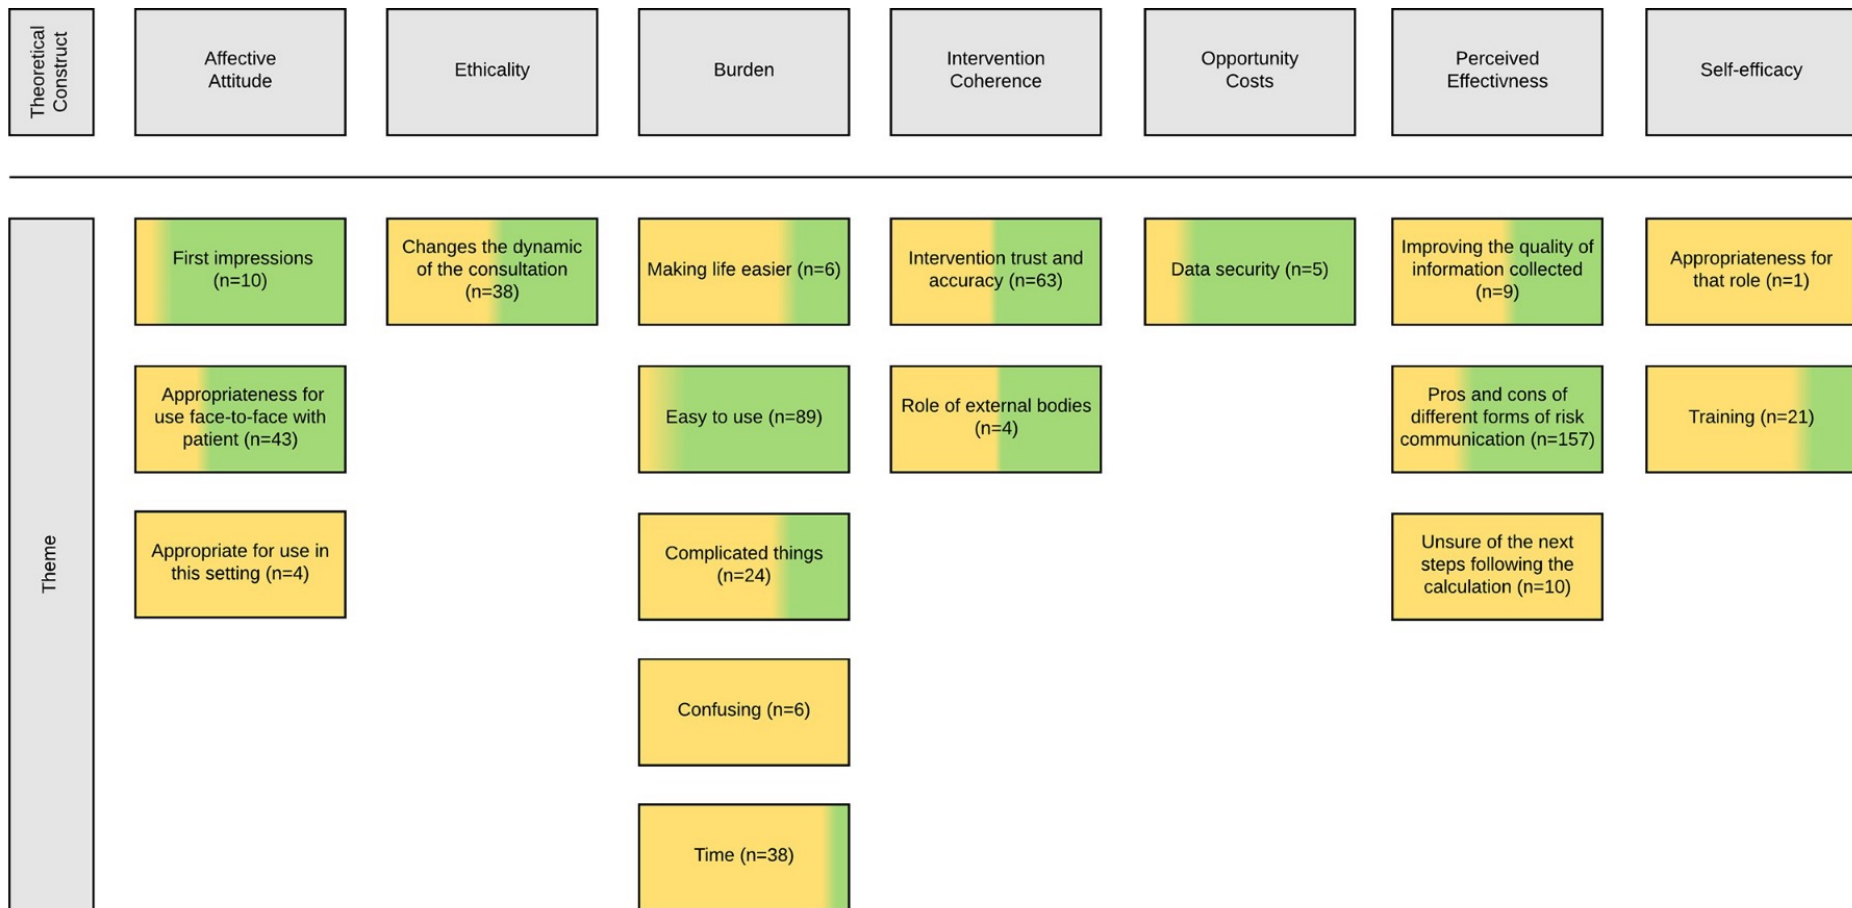 Theoretical
Construct
Affective
Attitude
Ethicality
Burden
Intervention
Coherence
Opportunity
Costs
Perceived
Effectivness
Self-efficacy
Theme
First impressions
(n=10)
Changes the dynamic
of the consultation
(n=38)
Making life easier (n=6)
Intervention trust and
accuracy (n=63)
Data security (n=5)
Improving the quality of
information collected
(n=9)
Appropriateness for
that role (n=1)
Appropriateness for
use face-to-face with
patient (n=43)
Easy to use (n=89)
Role of external bodies
(n=4)
Pros and cons of
different forms of risk
communication (n=157)
Training (n=21)
Appropriate for use in
this setting (n=4)
Complicated things
(n=24)
Unsure of the next
steps following the
calculation (n=10)
Confusing (n=6)
Time (n=38)